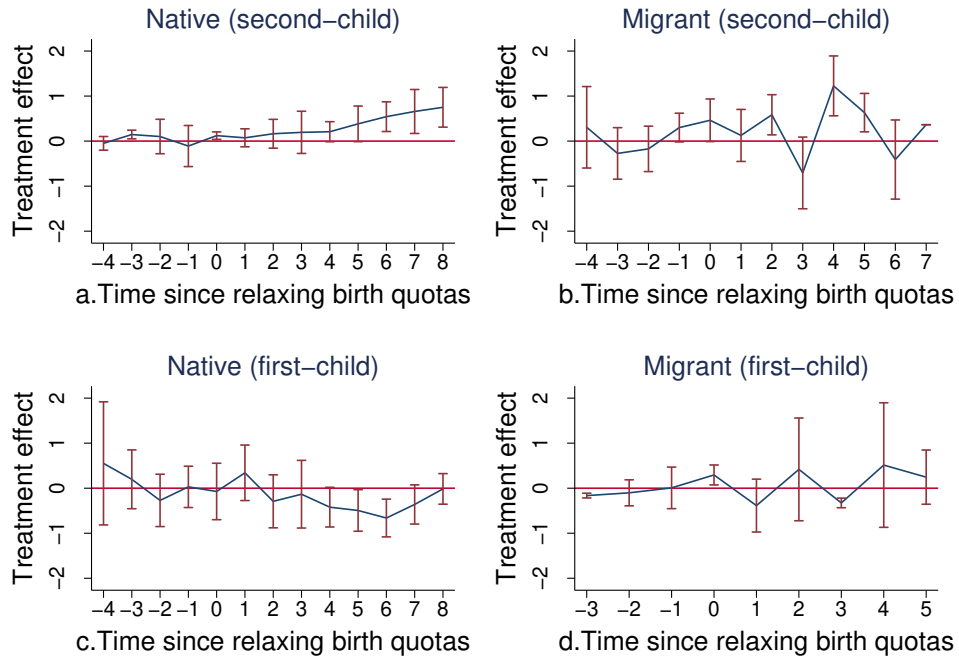 Native (second−child)
Treatment effect
2
1
0
−1
−2
−4 −3 −2 −1 0 1 2 3 4 5 6 7 8
a.Time since relaxing birth quotas
Migrant (second−child)
Treatment effect
2
1
0
−1
−2
−4 −3 −2 −1 0 1 2 3 4 5 6 7
b.Time since relaxing birth quotas
Native (first−child)
Treatment effect
2
1
0
−1
−2
−4 −3 −2 −1 0 1 2 3 4 5 6 7 8
c.Time since relaxing birth quotas
Migrant (first−child)
Treatment effect
2
1
0
−1
−2
−3 −2 −1 0 1 2 3 4 5
d.Time since relaxing birth quotas